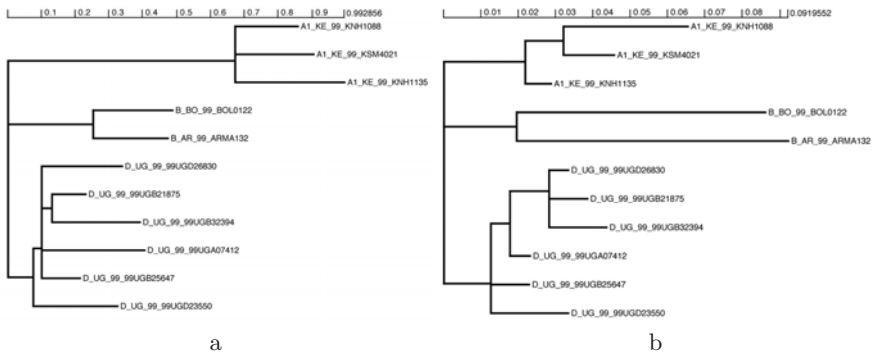 0.1 0.2 0.3 0.4 0.5 0.6 0.7 0.8 0.9 0.992856
A1_KE_99_KNH1088
A1_KE_99_KSM4021
A1_KE_99_KNH1135
B_BO_99_BOL0122
B_AR_99_ARMA132
D_UG_99_99UGD26830
D_UG_99_99UGB21875
D_UG_99_99UGB32394
D_UG_99_99UGA07412
D_UG_99_99UGB25647
D_UG_99_99UGD23550
a
0.01 0.02 0.03 0.04 0.05 0.06 0.07 0.08 0.09 0.0919552
A1_KE_99_KNH1088
A1_KE_99_KSM4021
A1_KE_99_KNH1135
B_BO_99_BOL0122
B_AR_99_ARMA132
D_UG_99_99UGD26830
D_UG_99_99UGB21875
D_UG_99_99UGB32394
D_UG_99_99UGA07412
D_UG_99_99UGB25647
D_UG_99_99UGD23550
b